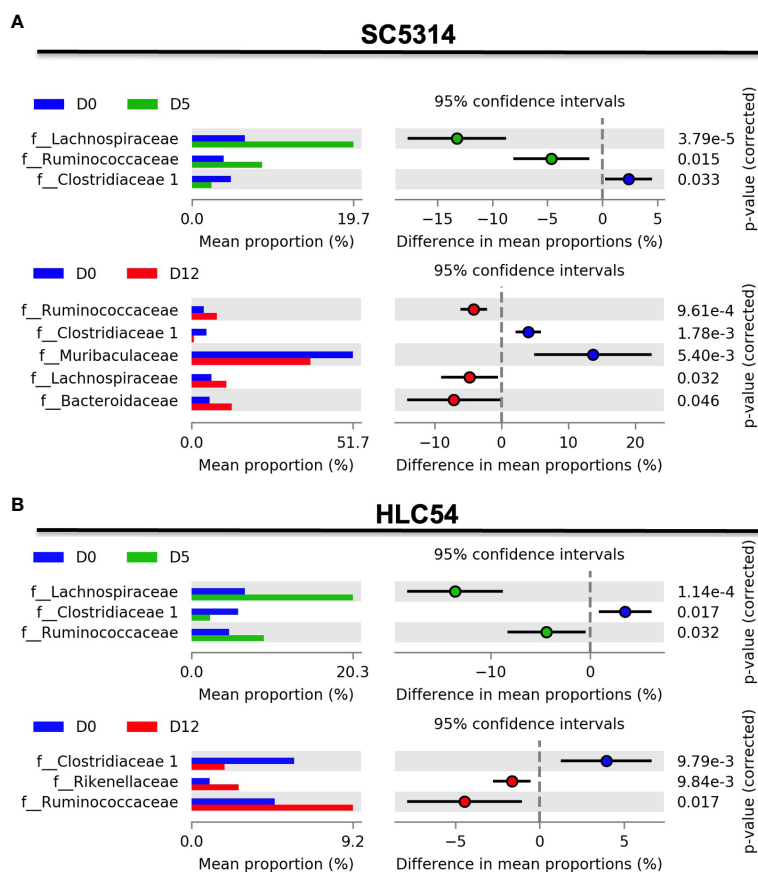 A
SC5314
D0 D5
95% confidence intervals
f__Lachnospiraceae 3.79e-5
f__Ruminococcaceae 0.015
f__Clostridiaceae 1 0.033
p-value (corrected)
0.0 19.7 −15 −10 −5 0 5
Mean proportion (%) Difference in mean proportions (%)
D0 D12
95% confidence intervals
f__Ruminococcaceae 9.61e-4
f__Clostridiaceae 1 1.78e-3
f__Muribaculaceae 5.40e-3
f__Lachnospiraceae 0.032
f__Bacteroidaceae 0.046
p-value (corrected)
0.0 51.7 −10 0 10 20
Mean proportion (%) Difference in mean proportions (%)
B
HLC54
D0 D5
95% confidence intervals
f__Lachnospiraceae 1.14e-4
f__Clostridiaceae 1 0.017
f__Ruminococcaceae 0.032
p-value (corrected)
0.0 20.3 −10 0
Mean proportion (%) Difference in mean proportions (%)
D0 D12
95% confidence intervals
f__Clostridiaceae 1 9.79e-3
f__Rikenellaceae 9.84e-3
f__Ruminococcaceae 0.017
p-value (corrected)
0.0 9.2 −5 0 5
Mean proportion (%) Difference in mean proportions (%)